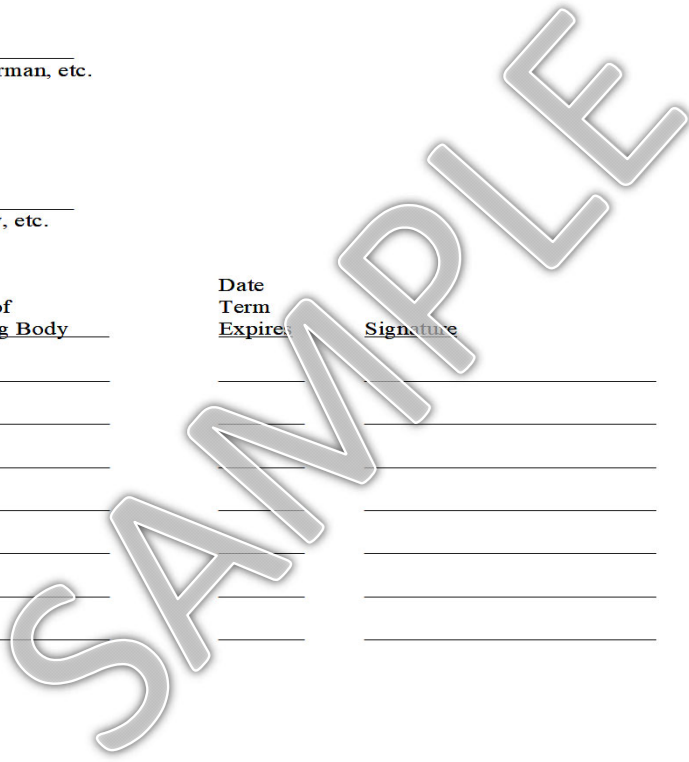 rman, etc.
, etc.
Date
of Term
g Body Expires Signature
SAMPLE